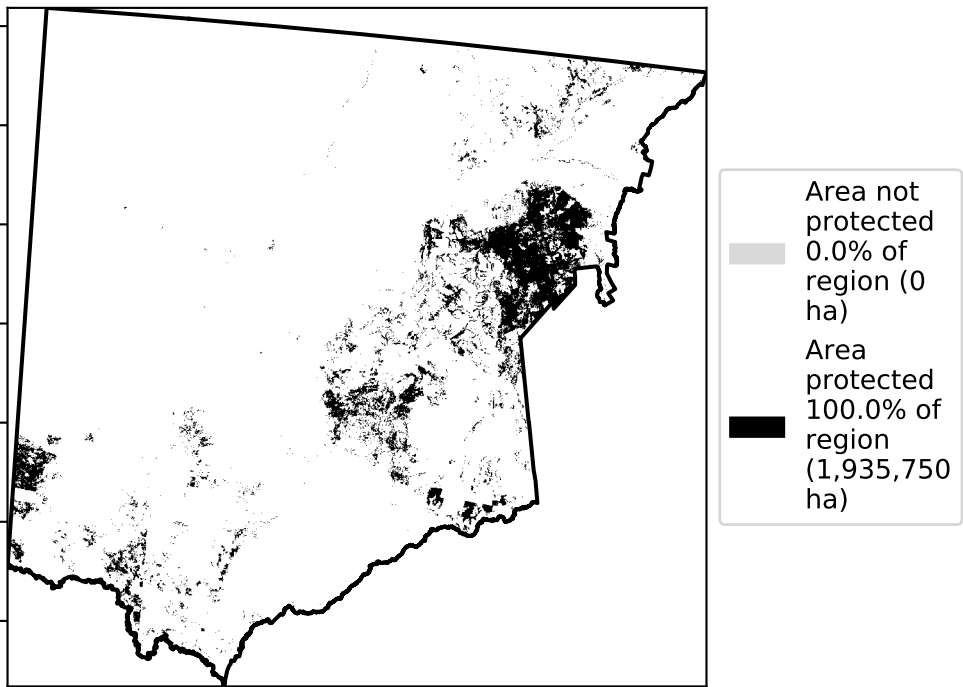 Area not
protected
0.0% of
region (0
ha)
Area
protected
100.0% of
region
(1,935,750
ha)